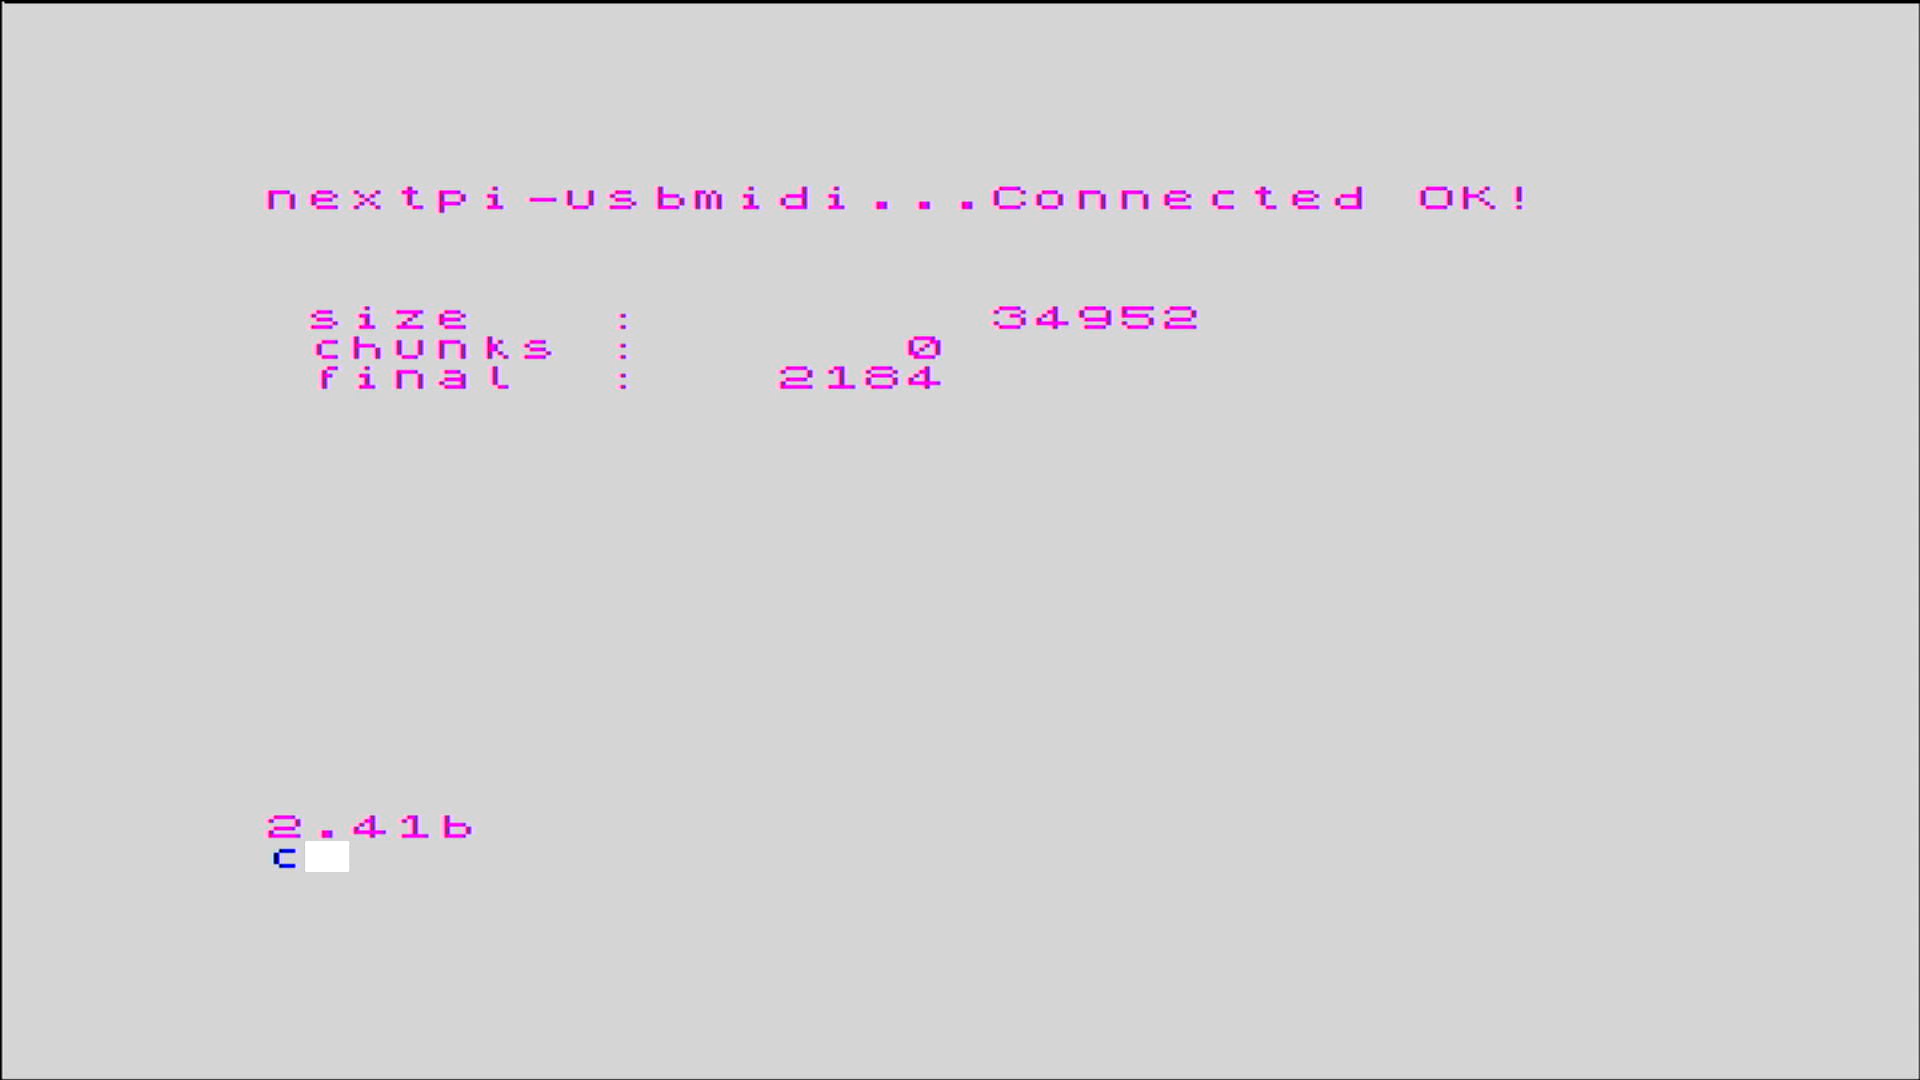 nextpi-usbmidi...Connected OK!
size : 34952
chunks : 0
final : 2184
2.41b
c